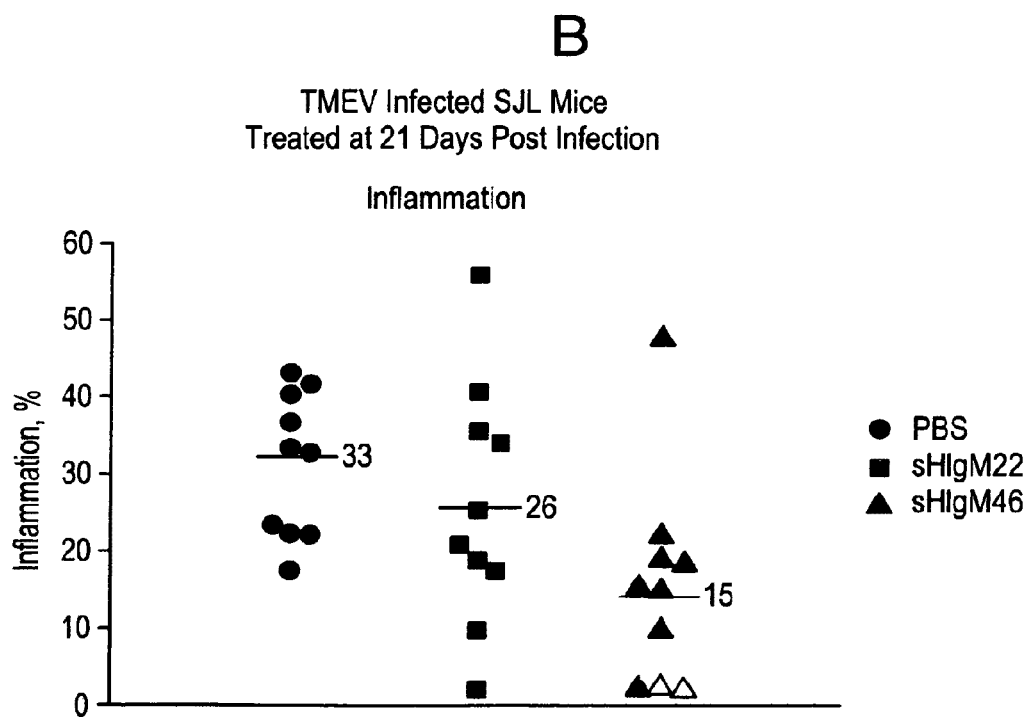 B
TMEV Infected SJL Mice
Treated at 21 Days Post Infection
Inflammation
Inflammation, %
60
50
40
30
20
10
0
33
26
15
PBS
sHIgM22
sHIgM46